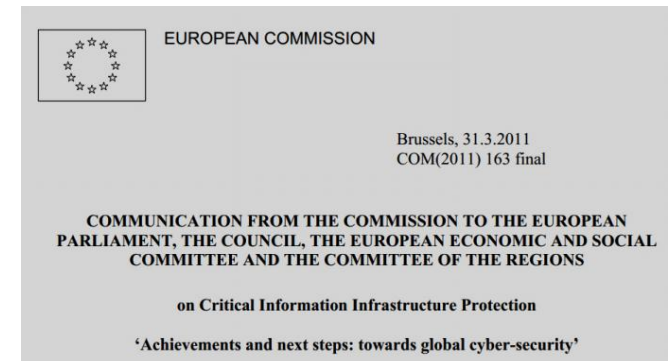 EUROPEAN COMMISSION
Brussels, 31.3.2011
COM(2011) 163 final
COMMUNICATION FROM THE COMMISSION TO THE EUROPEAN
PARLIAMENT, THE COUNCIL, THE EUROPEAN ECONOMIC AND SOCIAL
COMMITTEE AND THE COMMITTEE OF THE REGIONS
on Critical Information Infrastructure Protection
‘Achievements and next steps: towards global cyber-security’